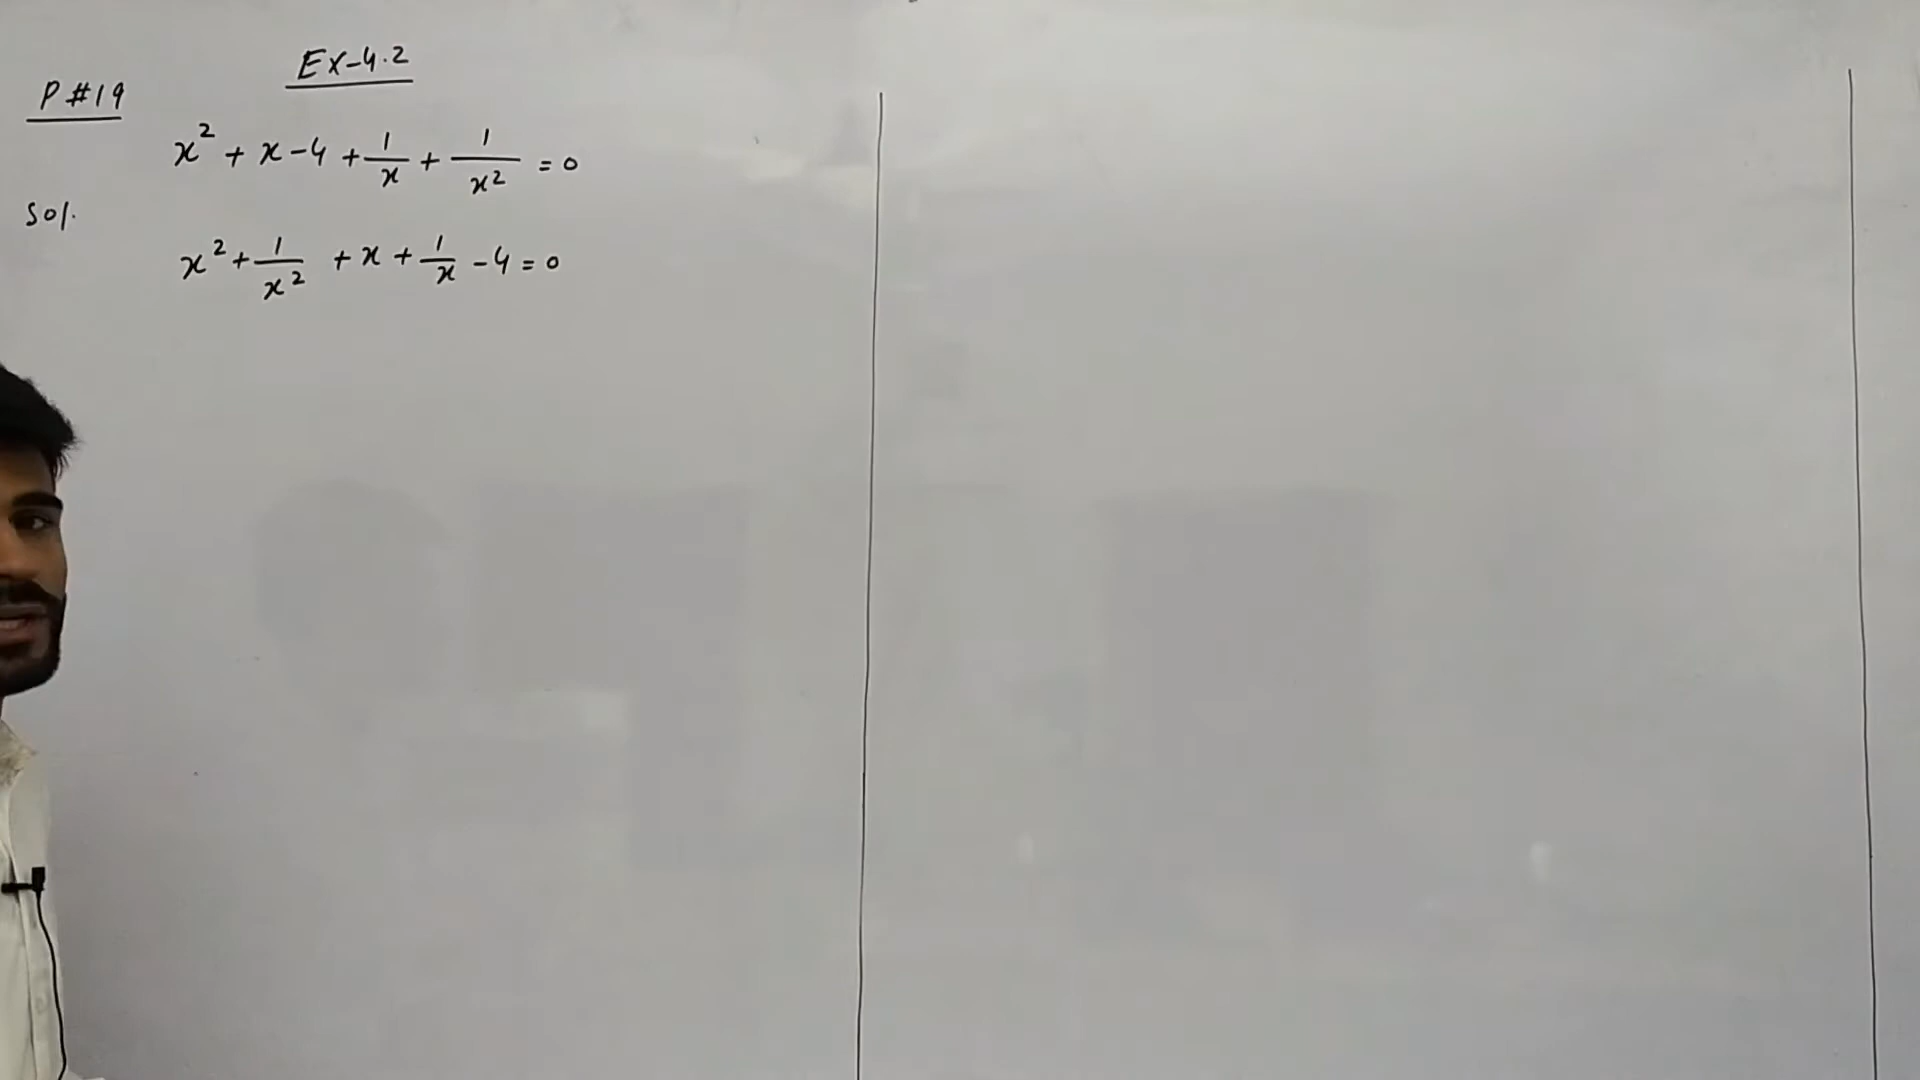 Ex-4.2
P#19
x² + x - 4 + 1/x + 1/x² = 0
Sol.
x² + 1/x² + x + 1/x - 4 = 0